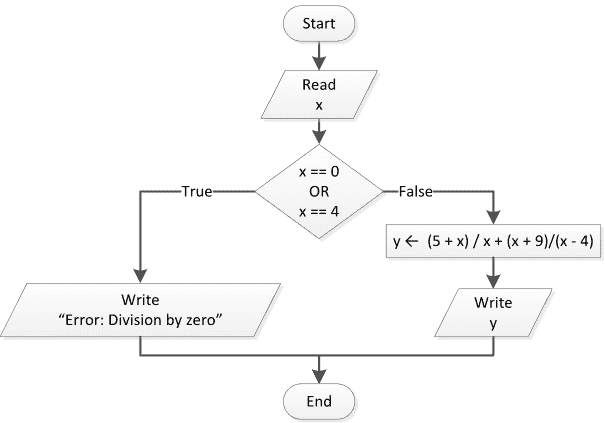 Start
Read
x
x == 0
OR
x == 4
True
False
y ← (5 + x) / x + (x + 9)/(x - 4)
Write
“Error: Division by zero”
Write
y
End